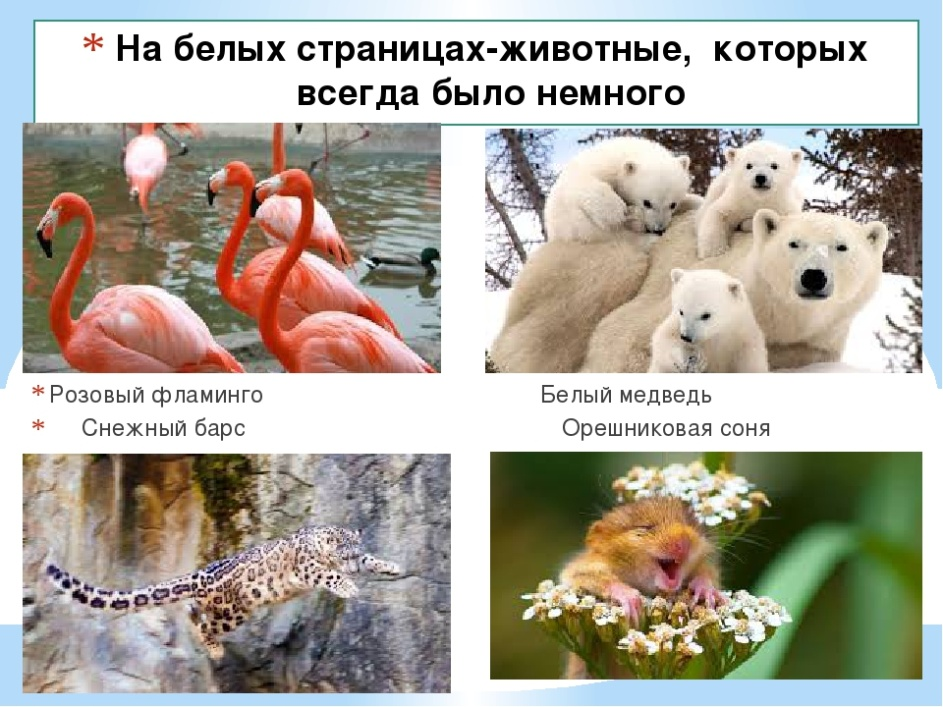 * На белых страницах-животные, которых
всегда было немного
* Розовый фламинго Белый медведь
* Снежный барс Орешниковая соня